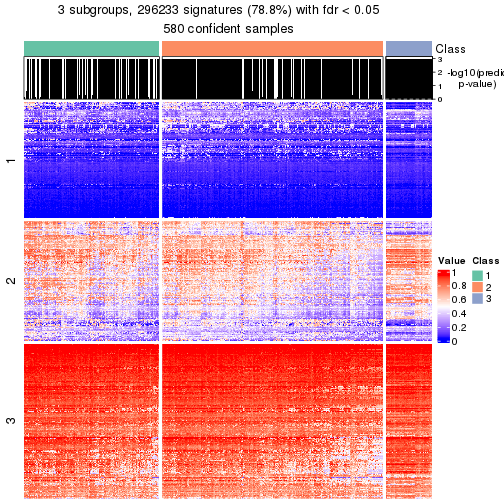 3 subgroups, 296233 signatures (78.8%) with fdr < 0.05
580 confident samples
Class
3
2
1
0
-log10(predi
p-value)
1
2
3
Value
1
0.8
0.6
0.4
0.2
0
Class
1
2
3